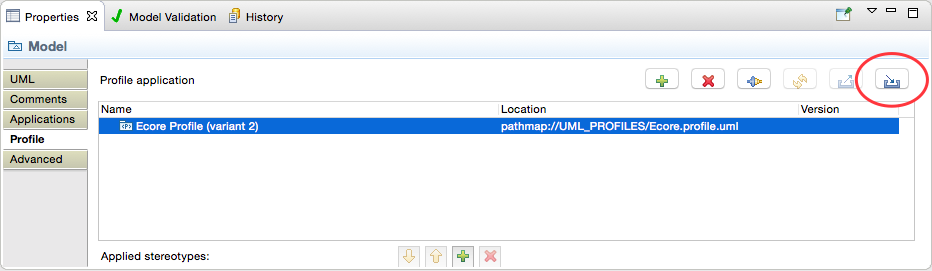 Properties Model Validation History
Model
UML
Comments
Applications
Profile
Advanced
Profile application
Name Location Version
Ecore Profile (variant 2) pathmap://UML_PROFILES/Ecore.profile.uml
Applied stereotypes: